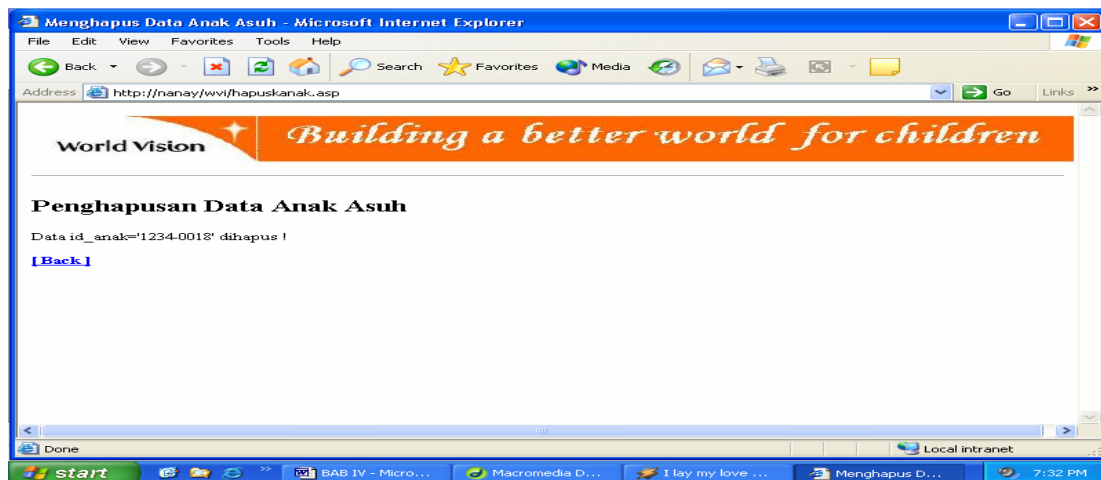 Menghapus Data Anak Asuh - Microsoft Internet Explorer
File Edit View Favorites Tools Help
Back Search Favorites Media
Address http://nanay/wvi/hapuskanak.asp Go Links »
World Vision Building a better world for children
Penghapusan Data Anak Asuh
Data id_anak='1234-0018' dihapus !
[ Back ]
Done Local intranet
start » BAB IV - Micro... Macromedia D... I lay my love ... Menghapus D... 7:32 PM